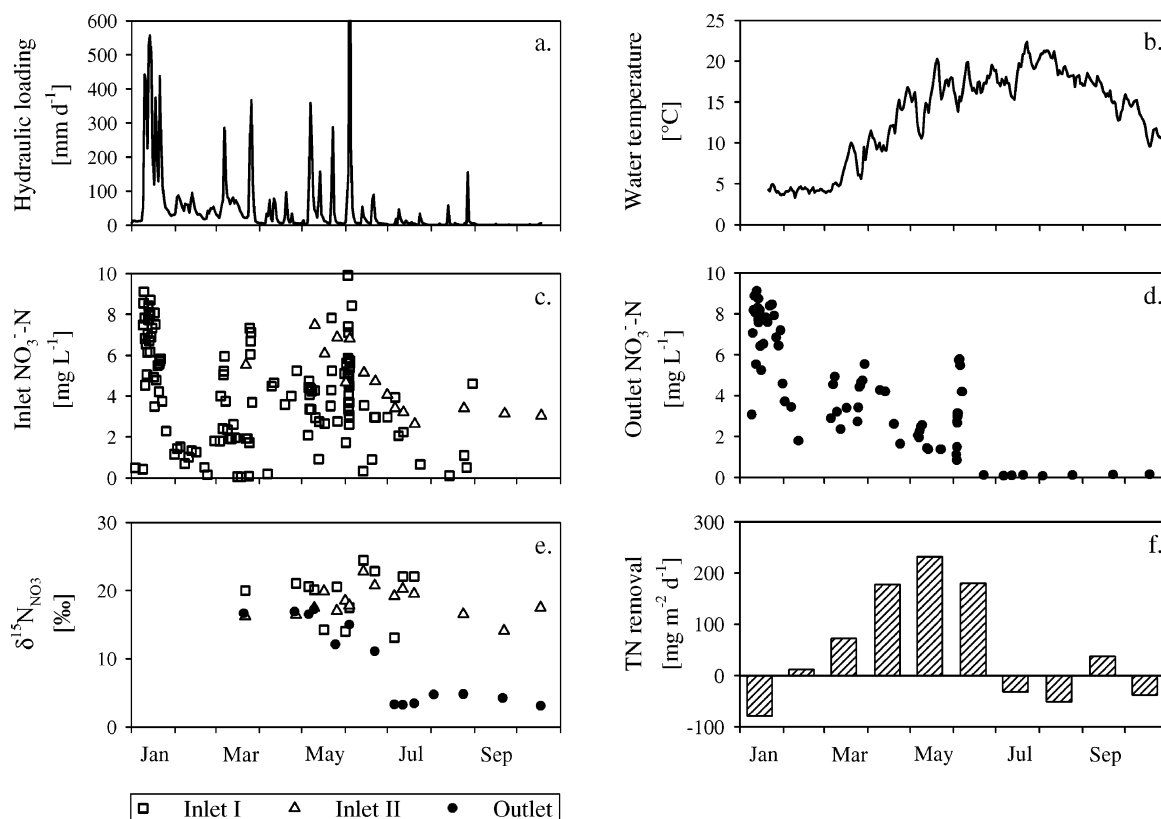 a.
Hydraulic loading
[mm d⁻¹]
600
500
400
300
200
100
0
b.
Water temperature
[°C]
25
20
15
10
5
0
c.
Inlet NO₃⁻-N
[mg L⁻¹]
10
8
6
4
2
0
d.
Outlet NO₃⁻-N
[mg L⁻¹]
10
8
6
4
2
0
e.
δ¹⁵N_NO3
[‰]
30
20
10
0
Jan Mar May Jul Sep
f.
TN removal
[mg m⁻² d⁻¹]
300
200
100
0
-100
Jan Mar May Jul Sep
Inlet I Inlet II Outlet